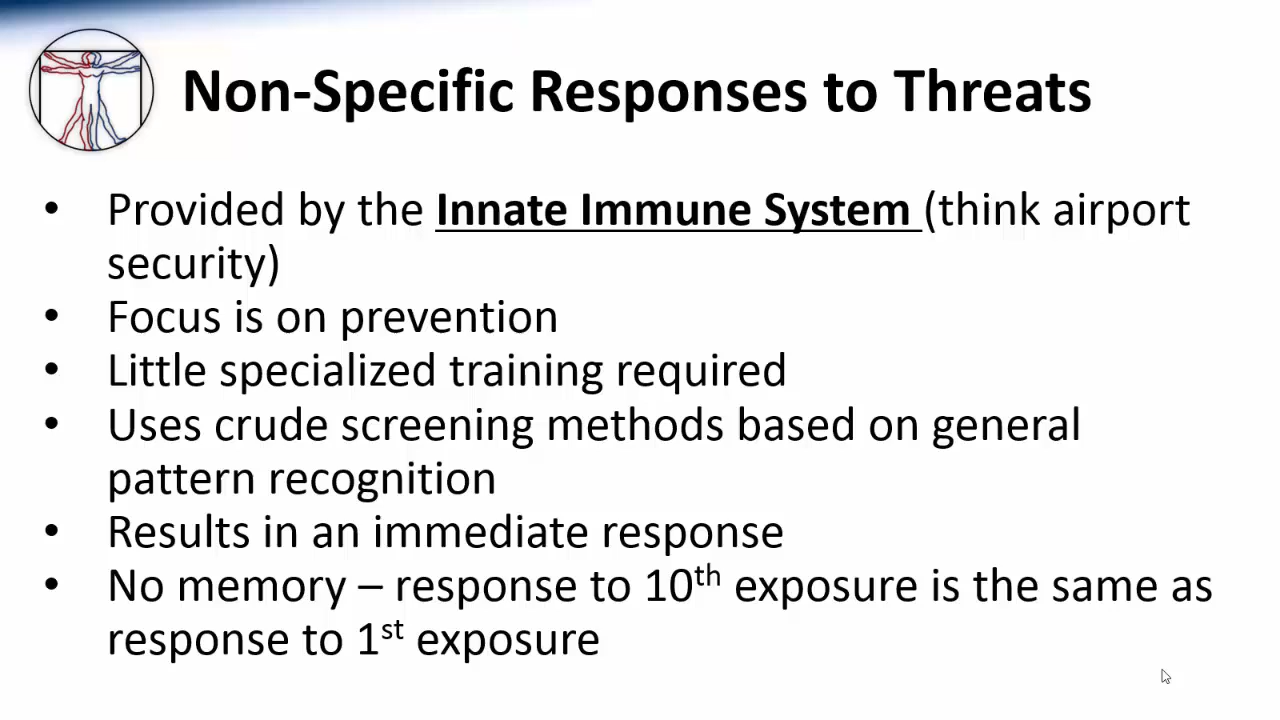 Non-Specific Responses to Threats
• Provided by the Innate Immune System (think airport
security)
• Focus is on prevention
• Little specialized training required
• Uses crude screening methods based on general
pattern recognition
• Results in an immediate response
• No memory – response to 10th exposure is the same as
response to 1st exposure